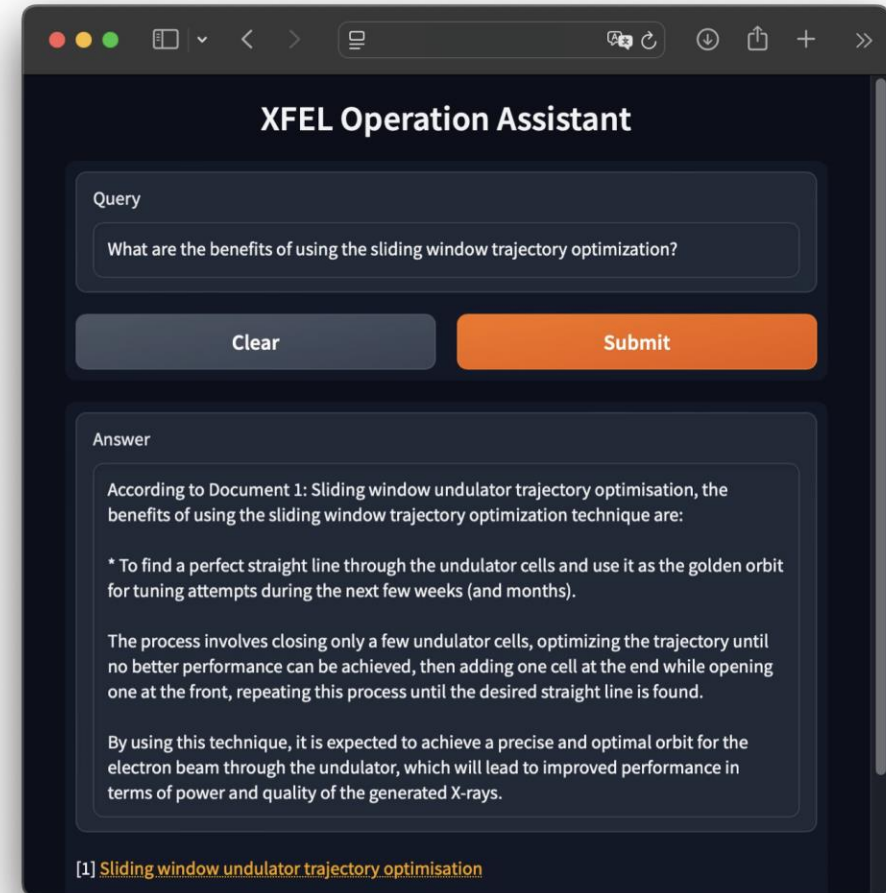 XFEL Operation Assistant
Query
What are the benefits of using the sliding window trajectory optimization?
Clear
Submit
Answer
According to Document 1: Sliding window undulator trajectory optimisation, the
benefits of using the sliding window trajectory optimization technique are:
* To find a perfect straight line through the undulator cells and use it as the golden orbit
for tuning attempts during the next few weeks (and months).
The process involves closing only a few undulator cells, optimizing the trajectory until
no better performance can be achieved, then adding one cell at the end while opening
one at the front, repeating this process until the desired straight line is found.
By using this technique, it is expected to achieve a precise and optimal orbit for the
electron beam through the undulator, which will lead to improved performance in
terms of power and quality of the generated X-rays.
[1] Sliding window undulator trajectory optimisation